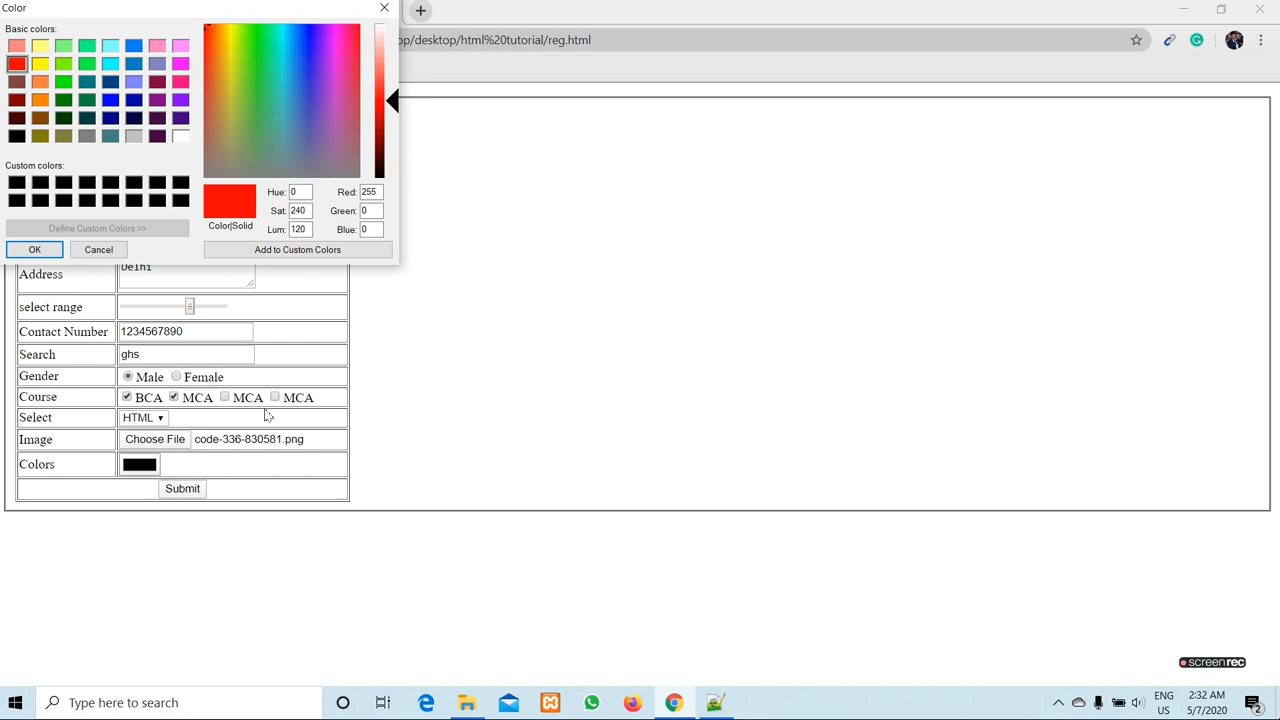 Color
Basic colors:
Custom colors:
Define Custom Colors >>
OK
Cancel
Hue: 0
Sat: 240
Lum: 120
Red: 255
Green: 0
Blue: 0
Color|Solid
Add to Custom Colors
op/desktop/html%20tutorial/reg.html
Address Delhi
select range
Contact Number 1234567890
Search ghs
Gender Male Female
Course BCA MCA MCA MCA
Select HTML
Image Choose File code-336-830581.png
Colors
Submit
screenrec
Type here to search
ENG
US
2:32 AM
5/7/2020
2